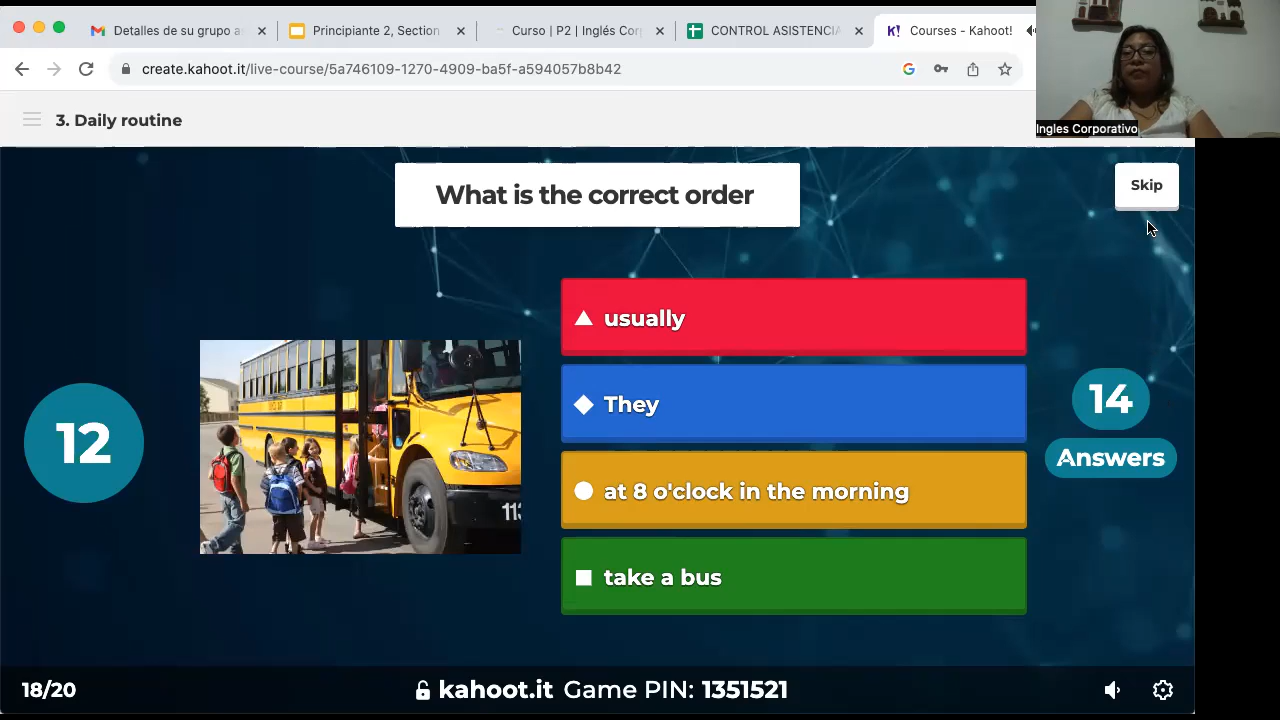 Detalles de su grupo a
Principiante 2, Section
Curso | P2 | Inglés Cor
CONTROL ASISTENCIA
K! Courses - Kahoot!
create.kahoot.it/live-course/5a746109-1270-4909-ba5f-a594057b8b42
Ingles Corporativo
3. Daily routine
What is the correct order
Skip
usually
They
at 8 o'clock in the morning
take a bus
12
14
Answers
113
18/20
kahoot.it Game PIN: 1351521